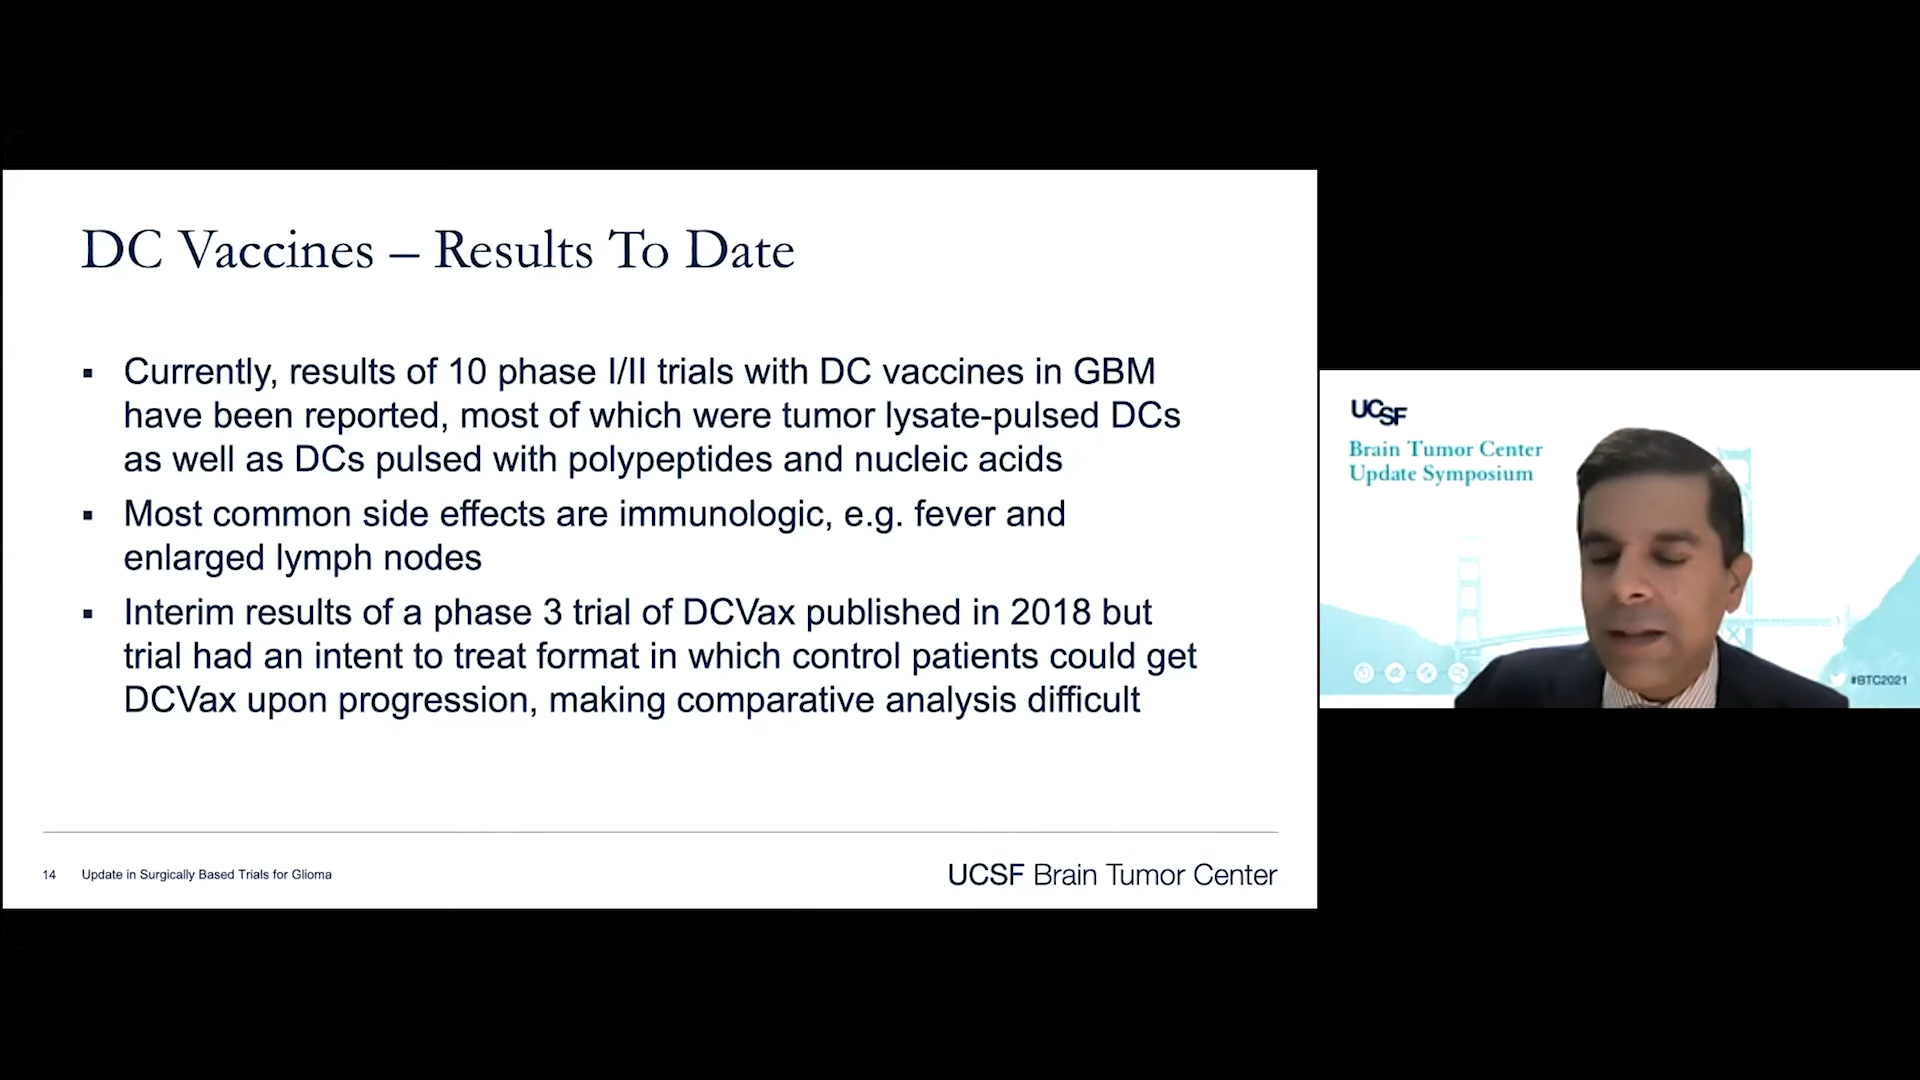 DC Vaccines – Results To Date
▪ Currently, results of 10 phase I/II trials with DC vaccines in GBM
have been reported, most of which were tumor lysate-pulsed DCs
as well as DCs pulsed with polypeptides and nucleic acids
▪ Most common side effects are immunologic, e.g. fever and
enlarged lymph nodes
▪ Interim results of a phase 3 trial of DCVax published in 2018 but
trial had an intent to treat format in which control patients could get
DCVax upon progression, making comparative analysis difficult
14 Update in Surgically Based Trials for Glioma
UCSF Brain Tumor Center
UCSF
Brain Tumor Center
Update Symposium
#BTC2021